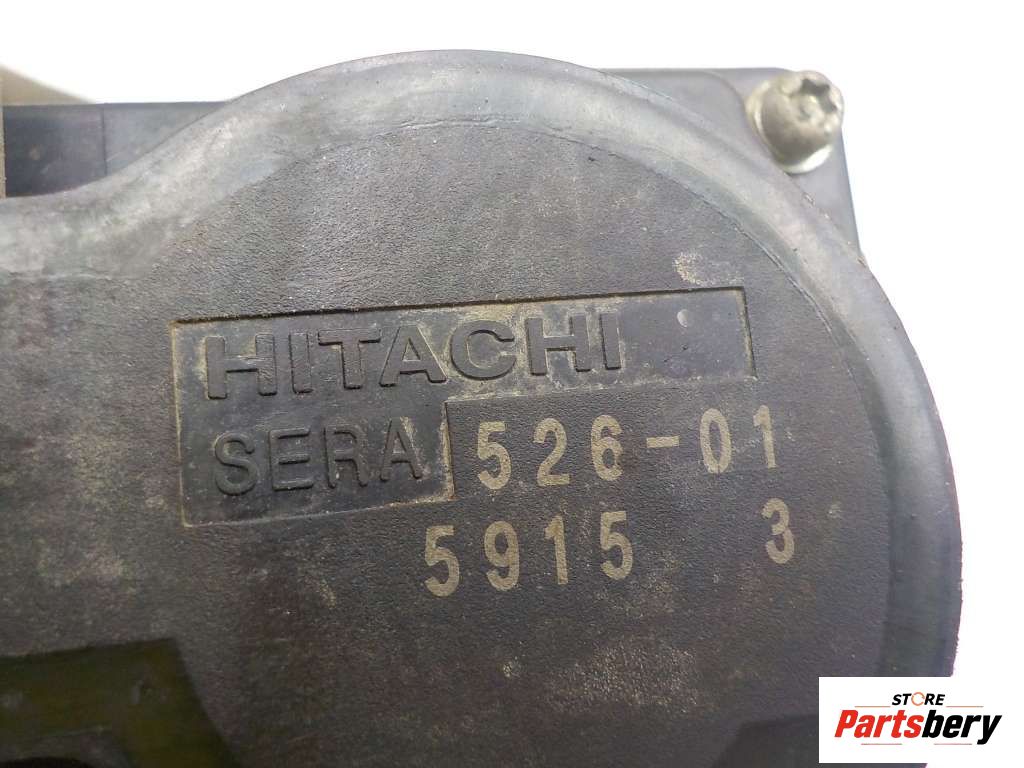 HITACHI
SERA 526-01
5915 3
STORE
Partsbery